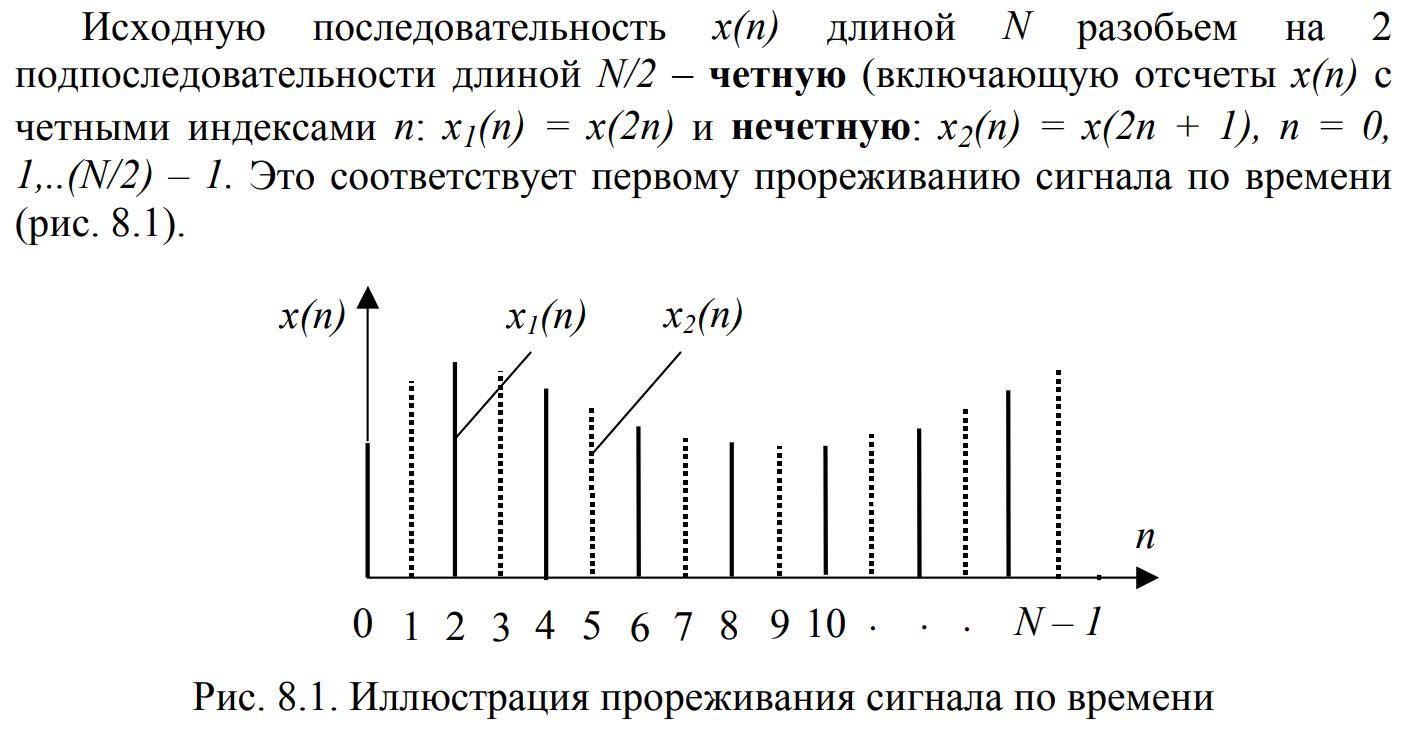 Исходную последовательность x(n) длиной N разобьем на 2
подпоследовательности длиной N/2 – четную (включающую отсчеты x(n) с
четными индексами n: x₁(n) = x(2n) и нечетную: x₂(n) = x(2n + 1), n = 0,
1,..(N/2) – 1. Это соответствует первому прореживанию сигнала по времени
(рис. 8.1).
x(n) x₁(n) x₂(n)
n
0 1 2 3 4 5 6 7 8 9 10 . . . N – 1
Рис. 8.1. Иллюстрация прореживания сигнала по времени